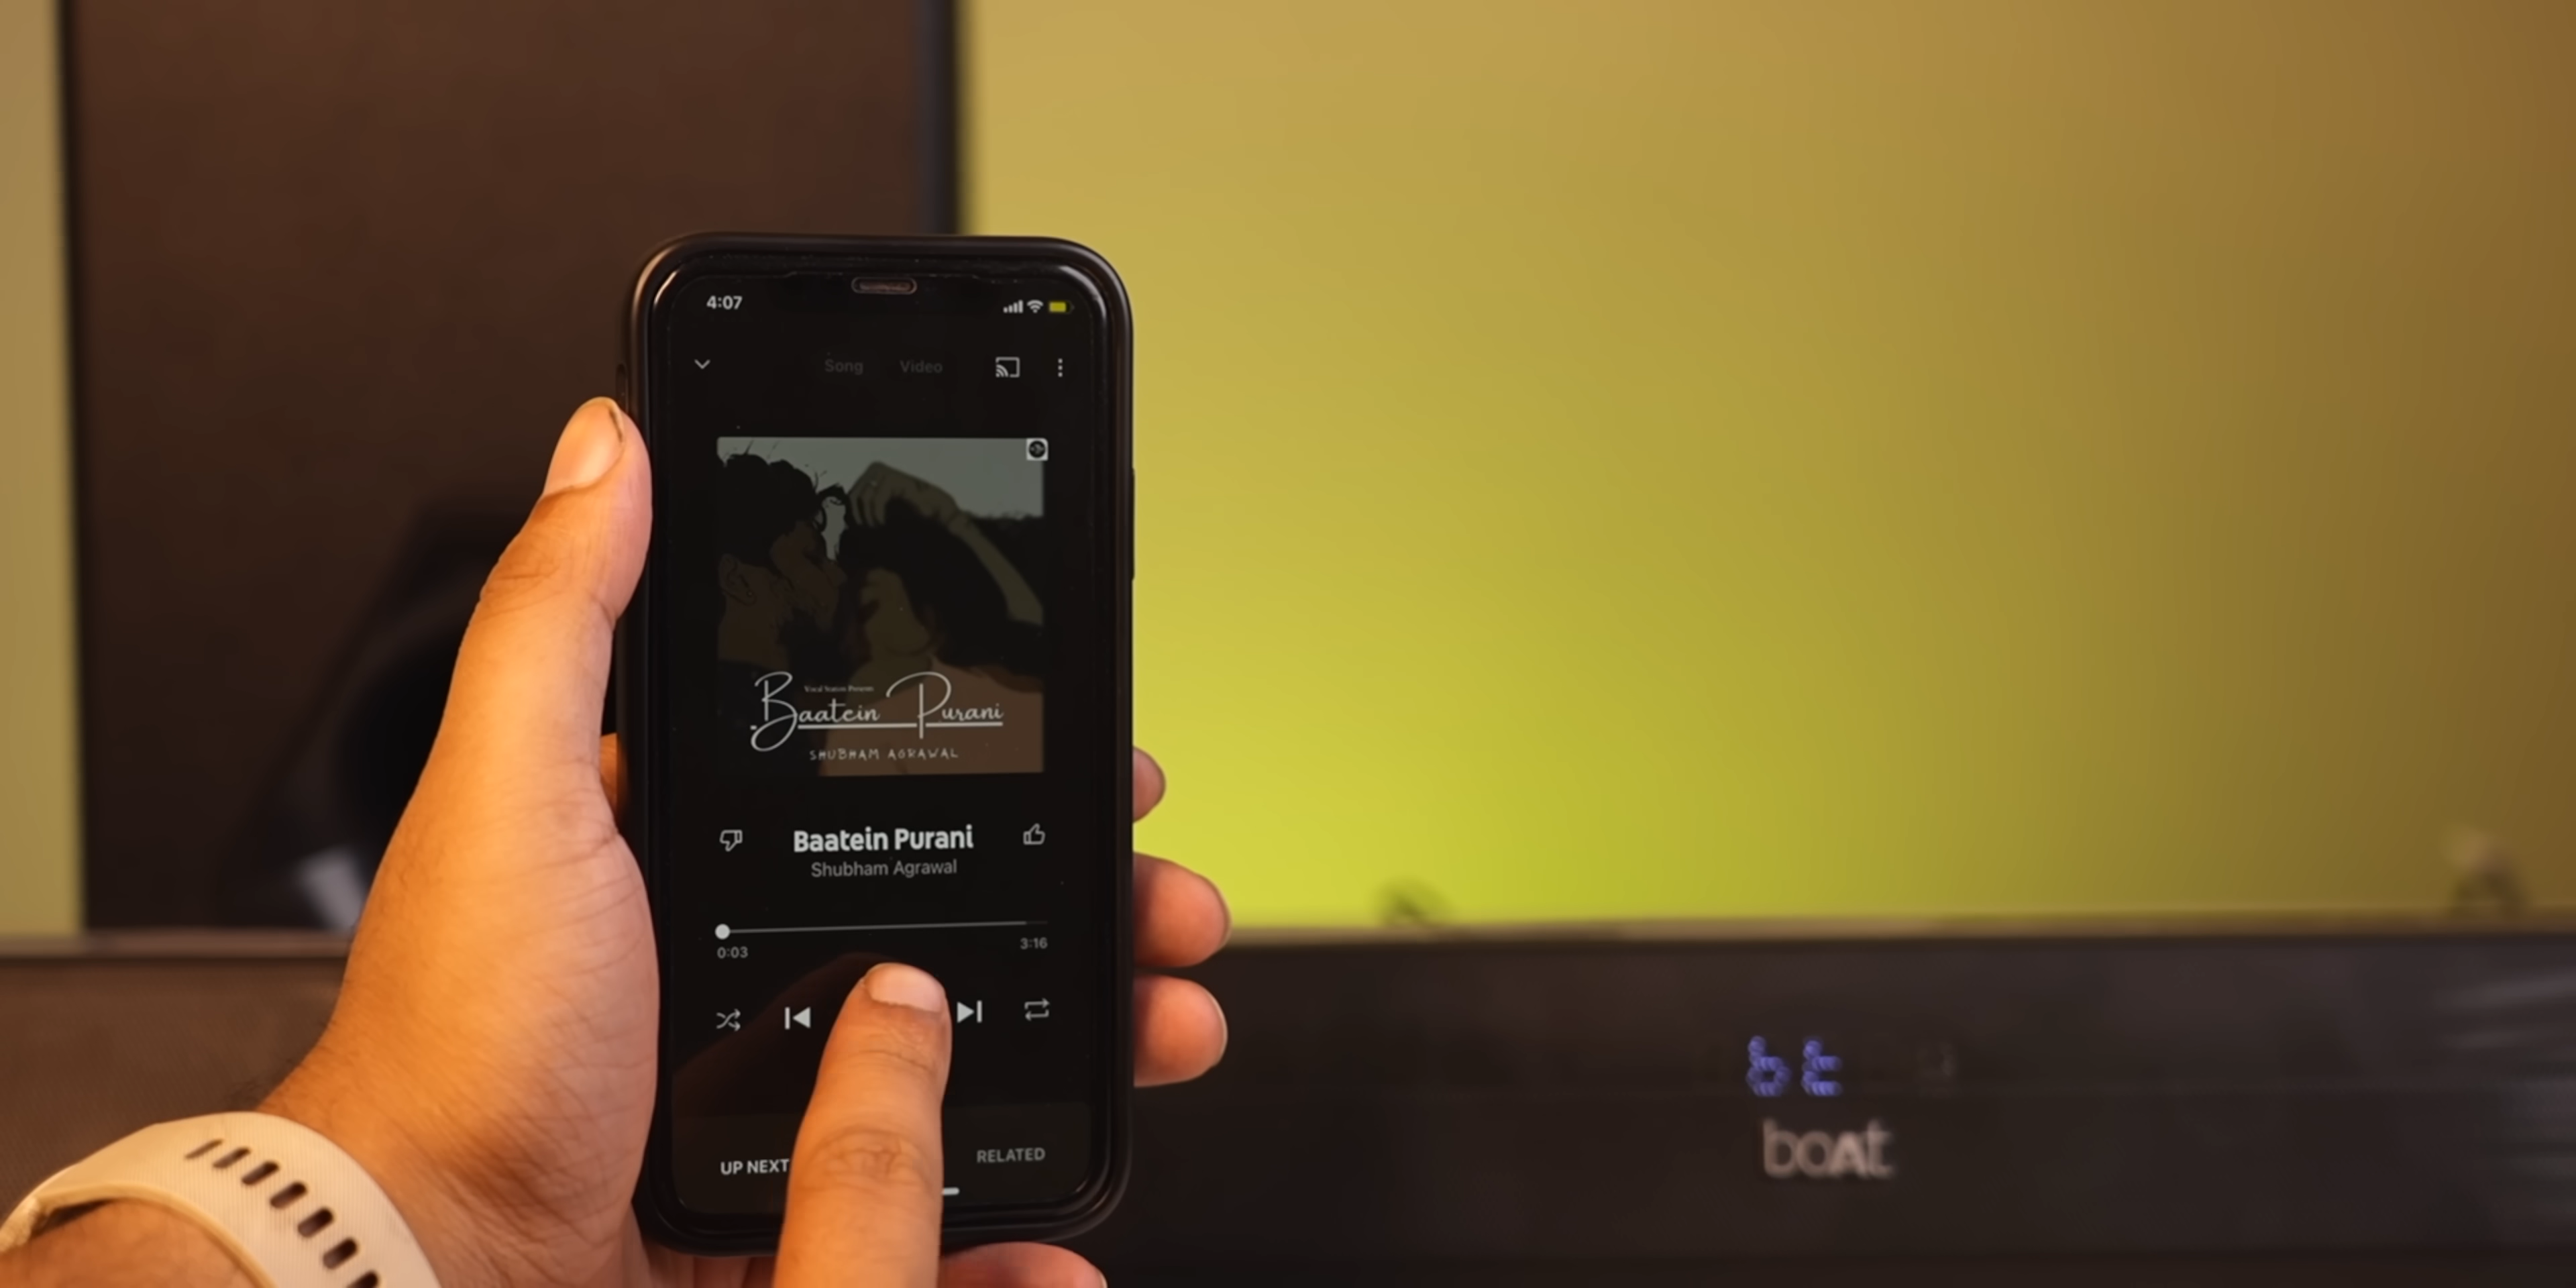 4:07
Song Video
Baatein Purani
SHUBHAM AGRAWAL
Baatein Purani
Shubham Agrawal
0:03 3:16
UP NEXT RELATED
bt
boAt